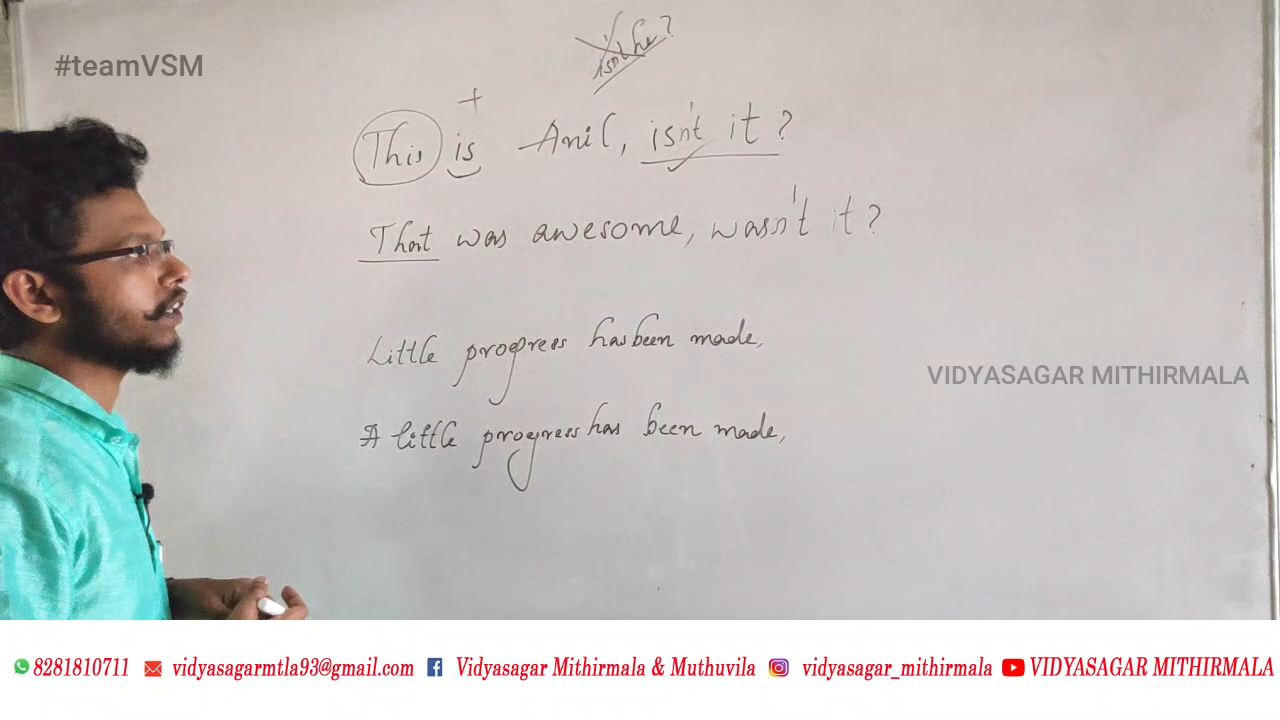 #teamVSM
isn't he?
+
This is Anil, isn't it?
That was awesome, wasn't it?
Little progress has been made,
VIDYASAGAR MITHIRMALA
A little progress has been made,
8281810711 vidyasagarmtla93@gmail.com Vidyasagar Mithirmala & Muthuvila vidyasagar_mithirmala VIDYASAGAR MITHIRMALA